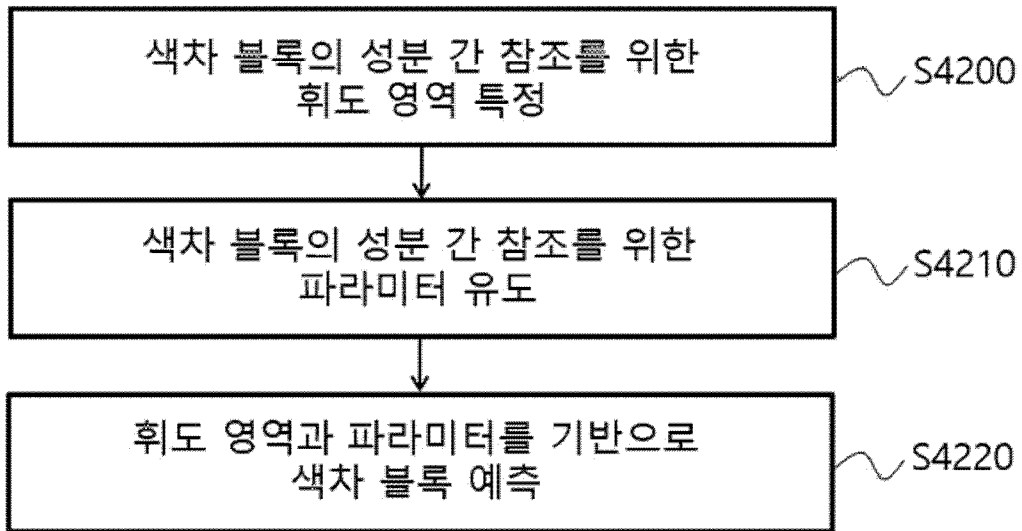 색차 블록의 성분 간 참조를 위한
휘도 영역 특정
S4200
색차 블록의 성분 간 참조를 위한
파라미터 유도
S4210
휘도 영역과 파라미터를 기반으로
색차 블록 예측
S4220